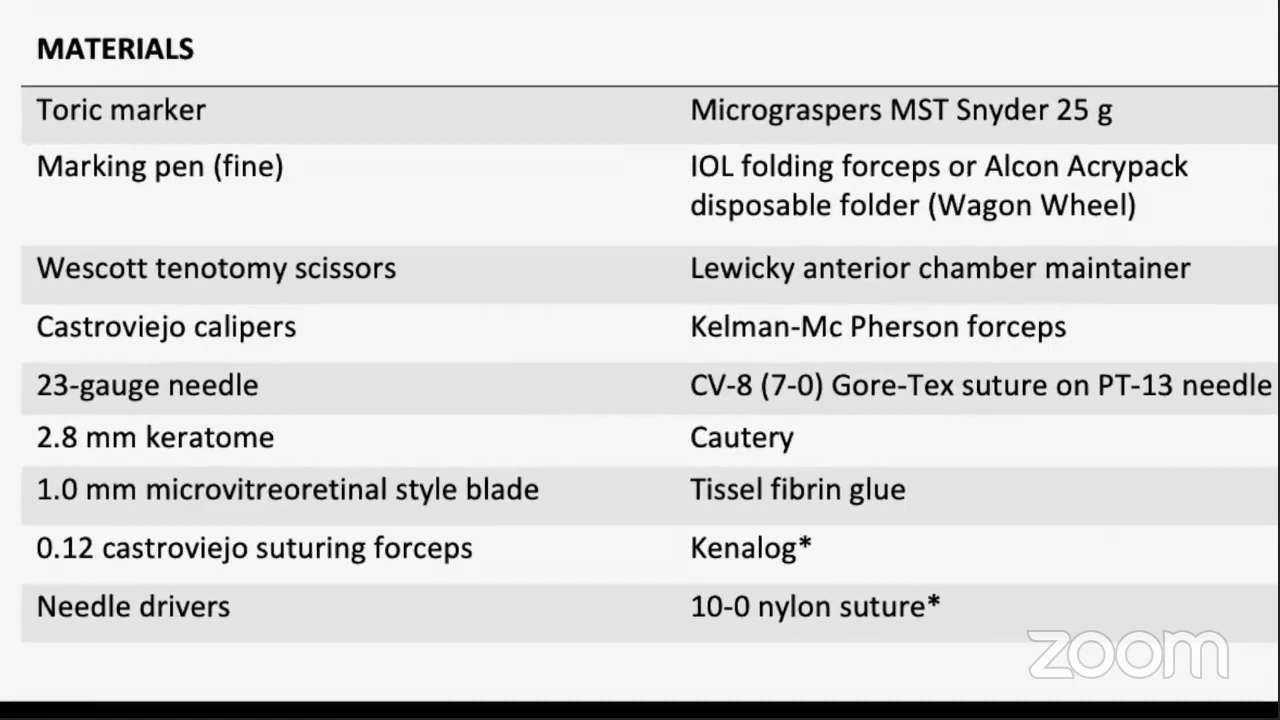 MATERIALS
Toric marker
Micrograspers MST Snyder 25 g
Marking pen (fine)
IOL folding forceps or Alcon Acrypack
disposable folder (Wagon Wheel)
Wescott tenotomy scissors
Lewicky anterior chamber maintainer
Castroviejo calipers
Kelman-Mc Pherson forceps
23-gauge needle
CV-8 (7-0) Gore-Tex suture on PT-13 needle
2.8 mm keratome
Cautery
1.0 mm microvitreoretinal style blade
Tissel fibrin glue
0.12 castroviejo suturing forceps
Kenalog*
Needle drivers
10-0 nylon suture*
zoom